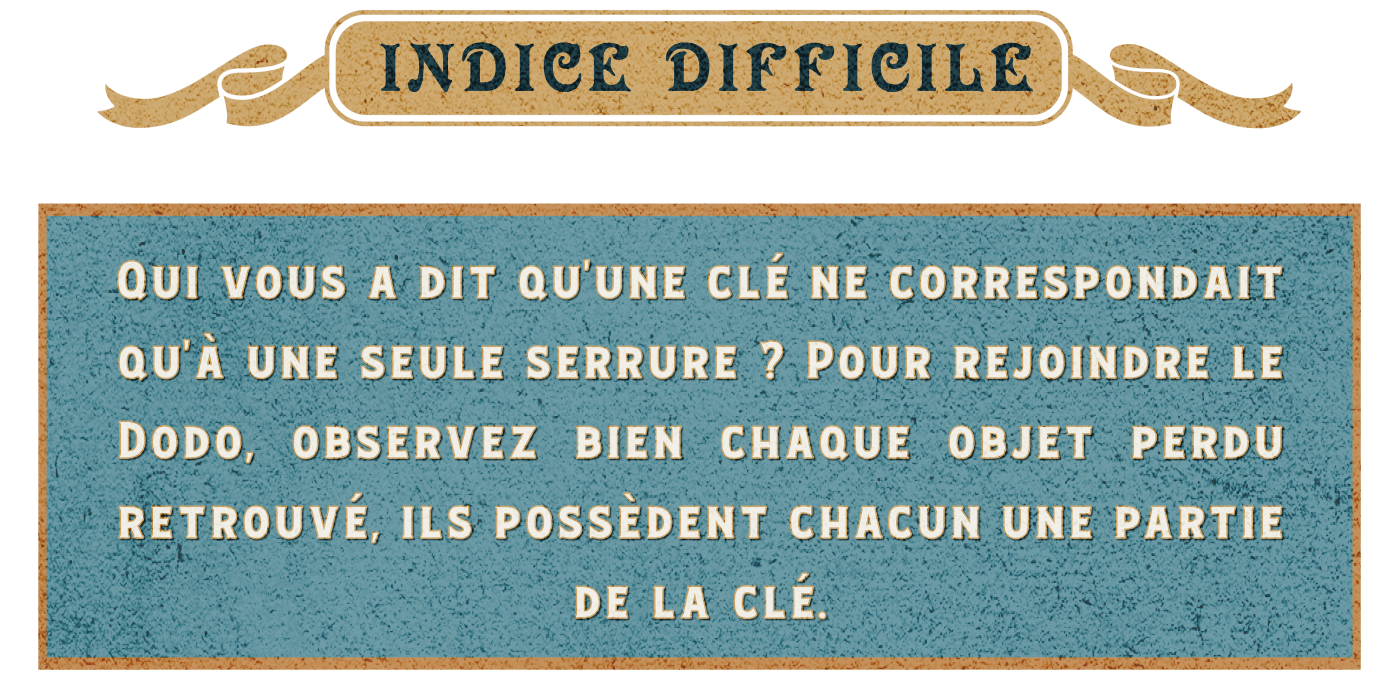 INDICE DIFFICILE
QUI VOUS A DIT QU'UNE CLÉ NE CORRESPONDAIT
QU'À UNE SEULE SERRURE ? POUR REJOINDRE LE
DODO, OBSERVEZ BIEN CHAQUE OBJET PERDU
RETROUVÉ, ILS POSSÈDENT CHACUN UNE PARTIE
DE LA CLÉ.